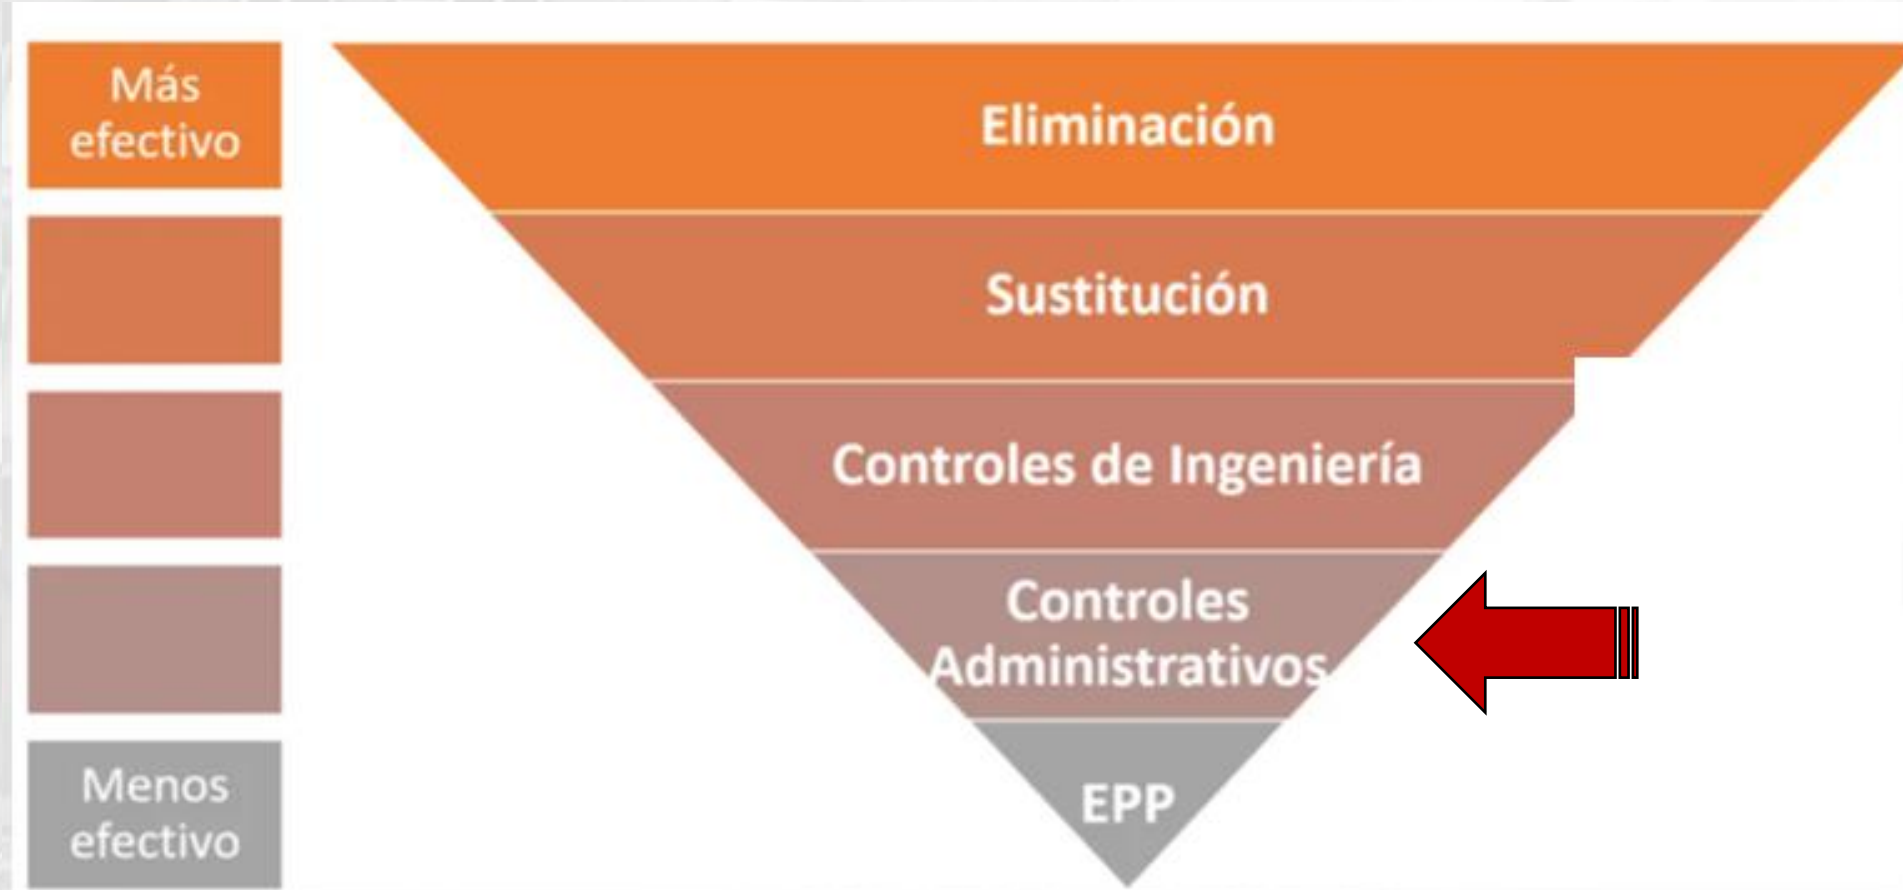 Más
efectivo
Eliminación
Sustitución
Controles de Ingeniería
Controles
Administrativos
Menos
efectivo
EPP